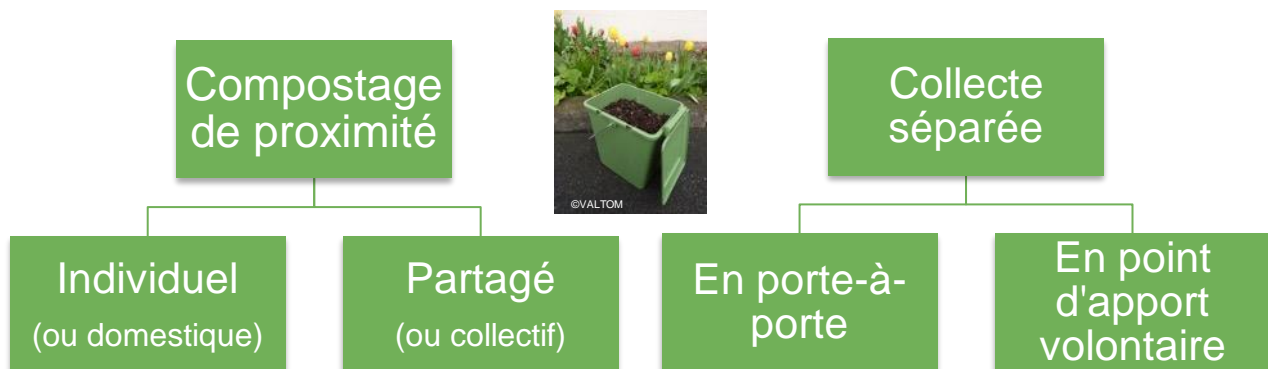 Compostage
de proximité
©VALTOM
Collecte
séparée
Individuel
(ou domestique)
Partagé
(ou collectif)
En porte-à-
porte
En point
d'apport
volontaire